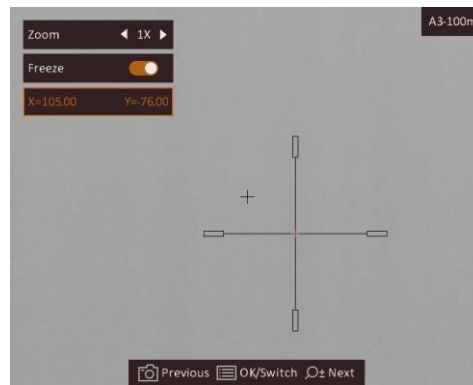 Zoom 1X
A3-100m
Freeze
X=105.00 Y=-76.00
Previous OK/Switch Next